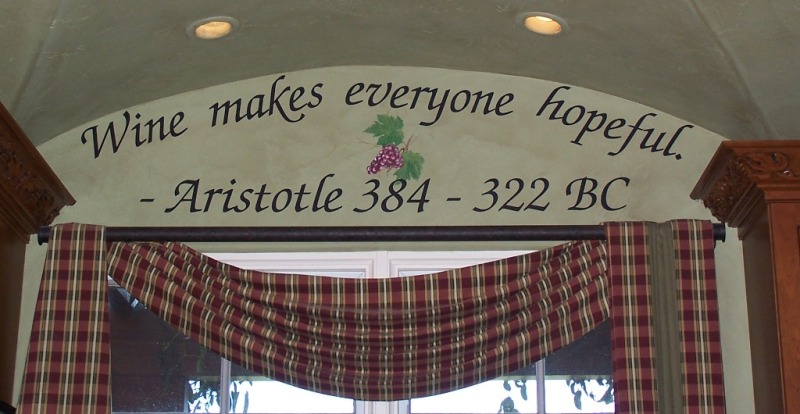 Wine makes everyone hopeful.
- Aristotle 384 - 322 BC